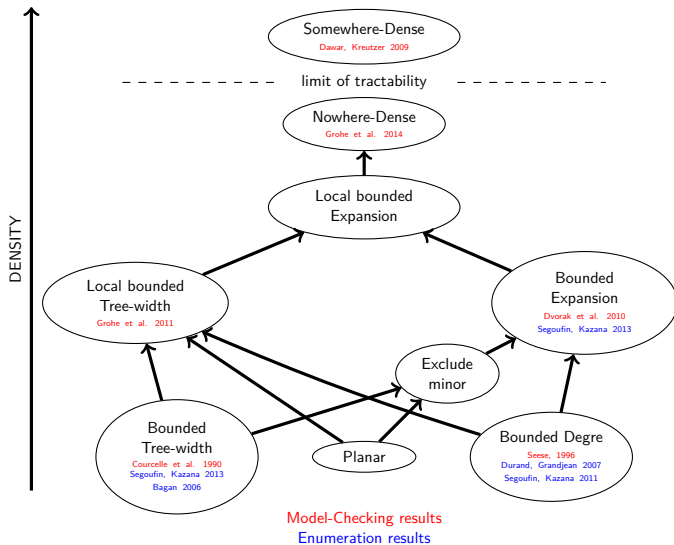 Somewhere-Dense
Dawar, Kreutzer 2009
limit of tractability
Nowhere-Dense
Grohe et al. 2014
Local bounded
Expansion
DENSITY
Local bounded
Tree-width
Grohe et al. 2011
Bounded
Expansion
Dvorak et al. 2010
Segoufin, Kazana 2013
Exclude
minor
Bounded
Tree-width
Courcelle et al. 1990
Segoufin, Kazana 2013
Bagan 2006
Planar
Bounded Degre
Seese, 1996
Durand, Grandjean 2007
Segoufin, Kazana 2011
Model-Checking results
Enumeration results